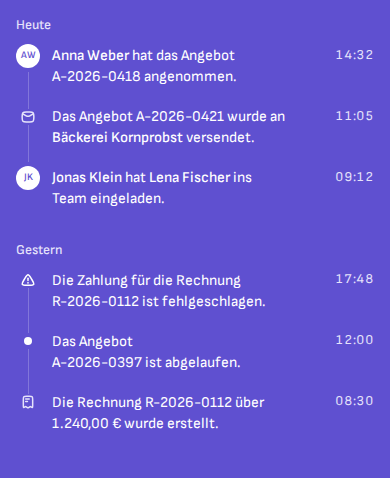 Heute
AW Anna Weber hat das Angebot 14:32
A-2026-0418 angenommen.
Das Angebot A-2026-0421 wurde an 11:05
Bäckerei Kornprobst versendet.
JK Jonas Klein hat Lena Fischer ins 09:12
Team eingeladen.
Gestern
Die Zahlung für die Rechnung 17:48
R-2026-0112 ist fehlgeschlagen.
Das Angebot 12:00
A-2026-0397 ist abgelaufen.
Die Rechnung R-2026-0112 über 08:30
1.240,00 € wurde erstellt.